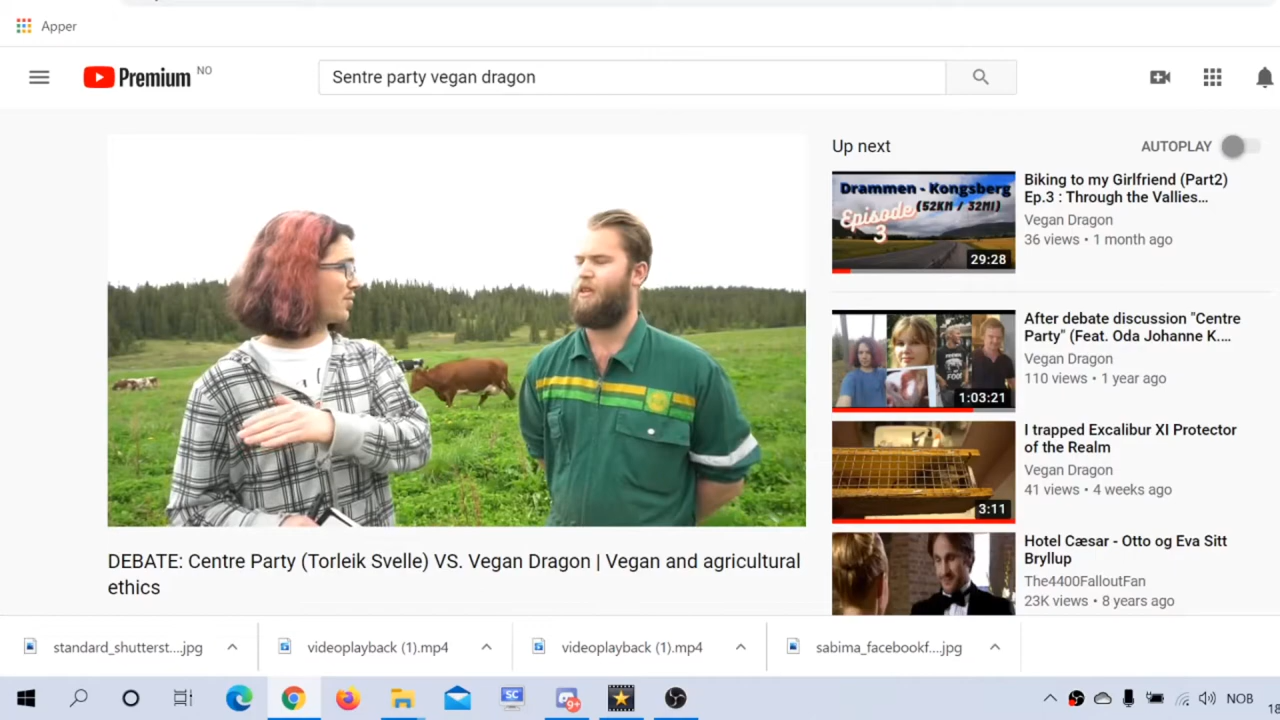 Apper
Premium NO
Sentre party vegan dragon
Up next
AUTOPLAY
Drammen - Kongsberg
(52KM / 32MI)
Episode
3
29:28
Biking to my Girlfriend (Part2)
Ep.3 : Through the Vallies...
Vegan Dragon
36 views • 1 month ago
1:03:21
After debate discussion "Centre
Party" (Feat. Oda Johanne K....
Vegan Dragon
110 views • 1 year ago
3:11
I trapped Excalibur XI Protector
of the Realm
Vegan Dragon
41 views • 4 weeks ago
Hotel Cæsar - Otto og Eva Sitt
Bryllup
The4400FalloutFan
23K views • 8 years ago
DEBATE: Centre Party (Torleik Svelle) VS. Vegan Dragon | Vegan and agricultural
ethics
standard_shutterst....jpg
videoplayback (1).mp4
videoplayback (1).mp4
sabima_facebookf....jpg
SC
9+
NOB
18